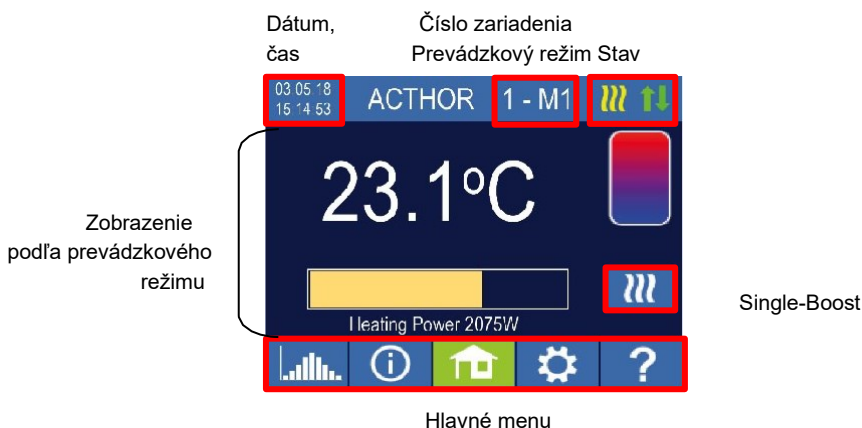 Dátum,
čas
Číslo zariadenia
Prevádzkový režim Stav
03 05 18
15 14 53
ACTHOR
1 - M1
23.1°C
Zobrazenie
podľa prevádzkového
režimu
Single-Boost
Heating Power 2075W
?
Hlavné menu